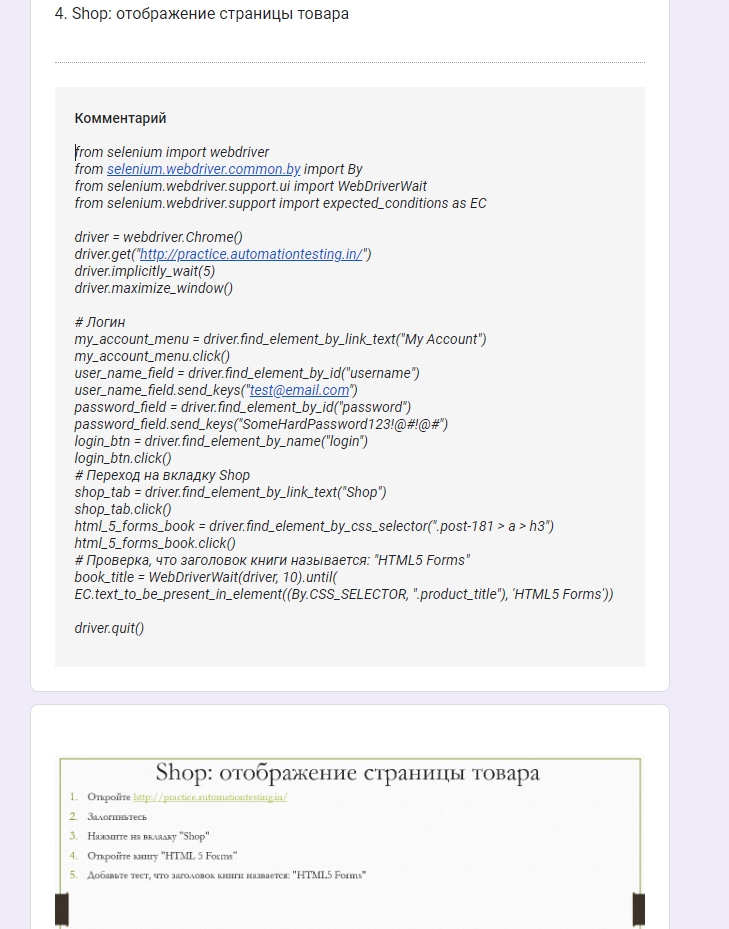 4. Shop: отображение страницы товара
Комментарий
from selenium import webdriver
from selenium.webdriver.common.by import By
from selenium.webdriver.support.ui import WebDriverWait
from selenium.webdriver.support import expected_conditions as EC
driver = webdriver.Chrome()
driver.get("http://practice.automationtesting.in/")
driver.implicitly_wait(5)
driver.maximize_window()
# Логин
my_account_menu = driver.find_element_by_link_text("My Account")
my_account_menu.click()
user_name_field = driver.find_element_by_id("username")
user_name_field.send_keys("test@email.com")
password_field = driver.find_element_by_id("password")
password_field.send_keys("SomeHardPassword123!@#!@#")
login_btn = driver.find_element_by_name("login")
login_btn.click()
# Переход на вкладку Shop
shop_tab = driver.find_element_by_link_text("Shop")
shop_tab.click()
html_5_forms_book = driver.find_element_by_css_selector(".post-181 > a > h3")
html_5_forms_book.click()
# Проверка, что заголовок книги называется: "HTML5 Forms"
book_title = WebDriverWait(driver, 10).until(
EC.text_to_be_present_in_element((By.CSS_SELECTOR, ".product_title"), 'HTML5 Forms'))
driver.quit()
Shop: отображение страницы товара
1. Откройте http://practice.automationtesting.in/
2. Залогиньтесь
3. Нажмите на вкладку "Shop"
4. Откройте книгу "HTML 5 Forms"
5. Добавьте тест, что заголовок книги назвается: "HTML5 Forms"